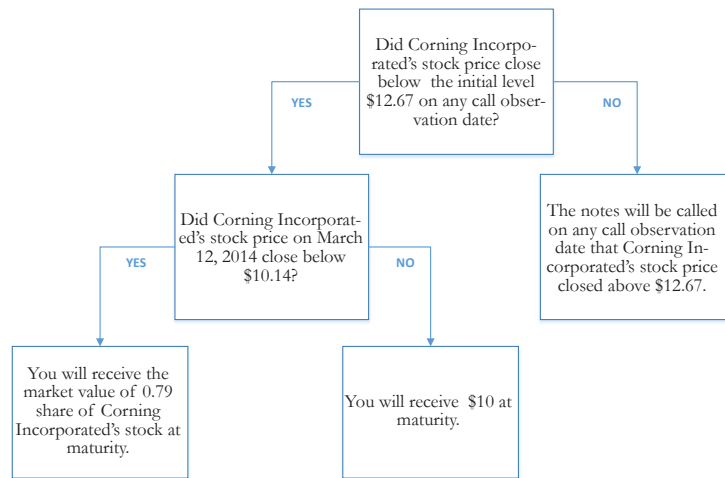 Did Corning Incorpo-
rated's stock price close
below the initial level
$12.67 on any call obser-
vation date?
YES
NO
Did Corning Incorporat-
ed's stock price on March
12, 2014 close below
$10.14?
The notes will be called
on any call observation
date that Corning In-
corporated's stock price
closed above $12.67.
YES
NO
You will receive the
market value of 0.79
share of Corning
Incorporated's stock at
maturity.
You will receive $10 at
maturity.